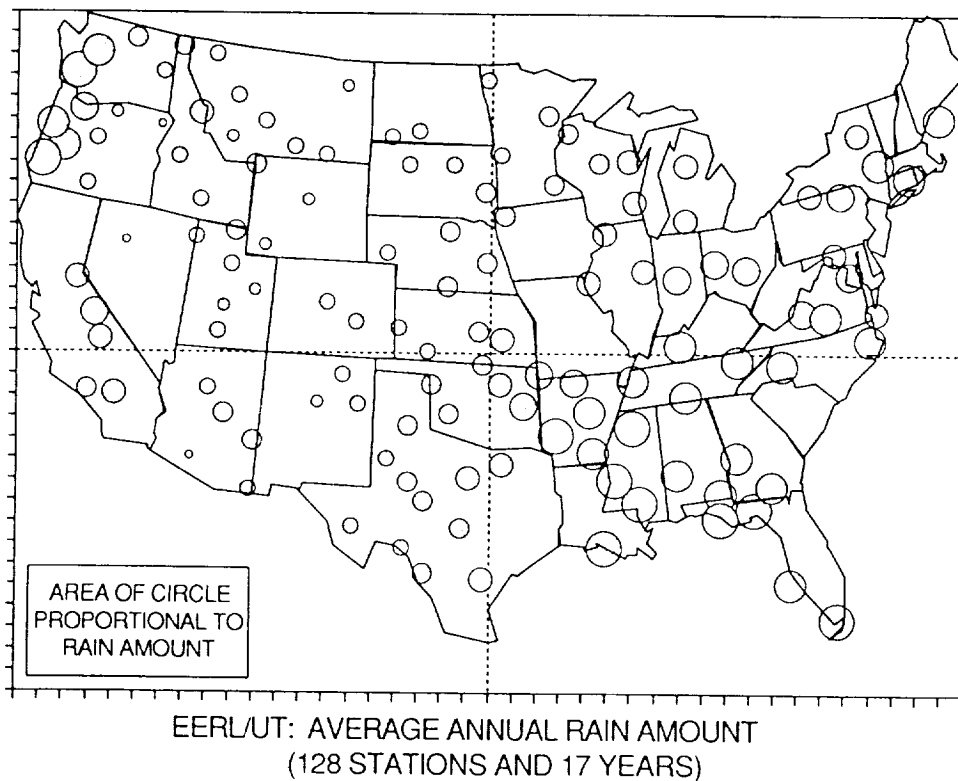 AREA OF CIRCLE
PROPORTIONAL TO
RAIN AMOUNT
EERL/UT: AVERAGE ANNUAL RAIN AMOUNT
(128 STATIONS AND 17 YEARS)